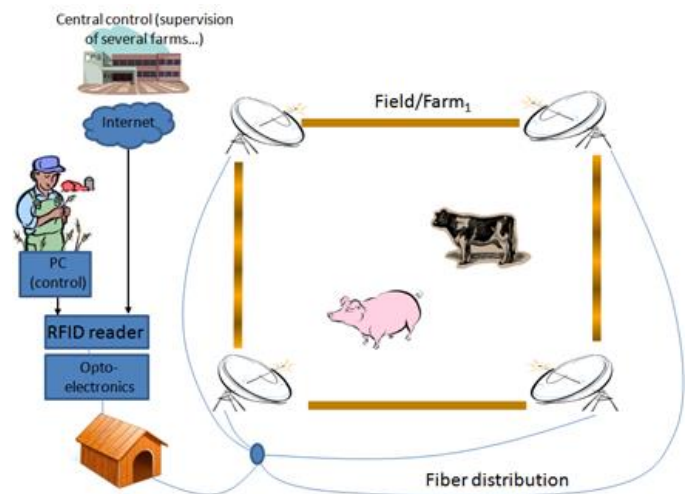 Central control (supervision
of several farms...)
Internet
Field/Farm₁
PC
(control)
RFID reader
Opto-
electronics
Fiber distribution